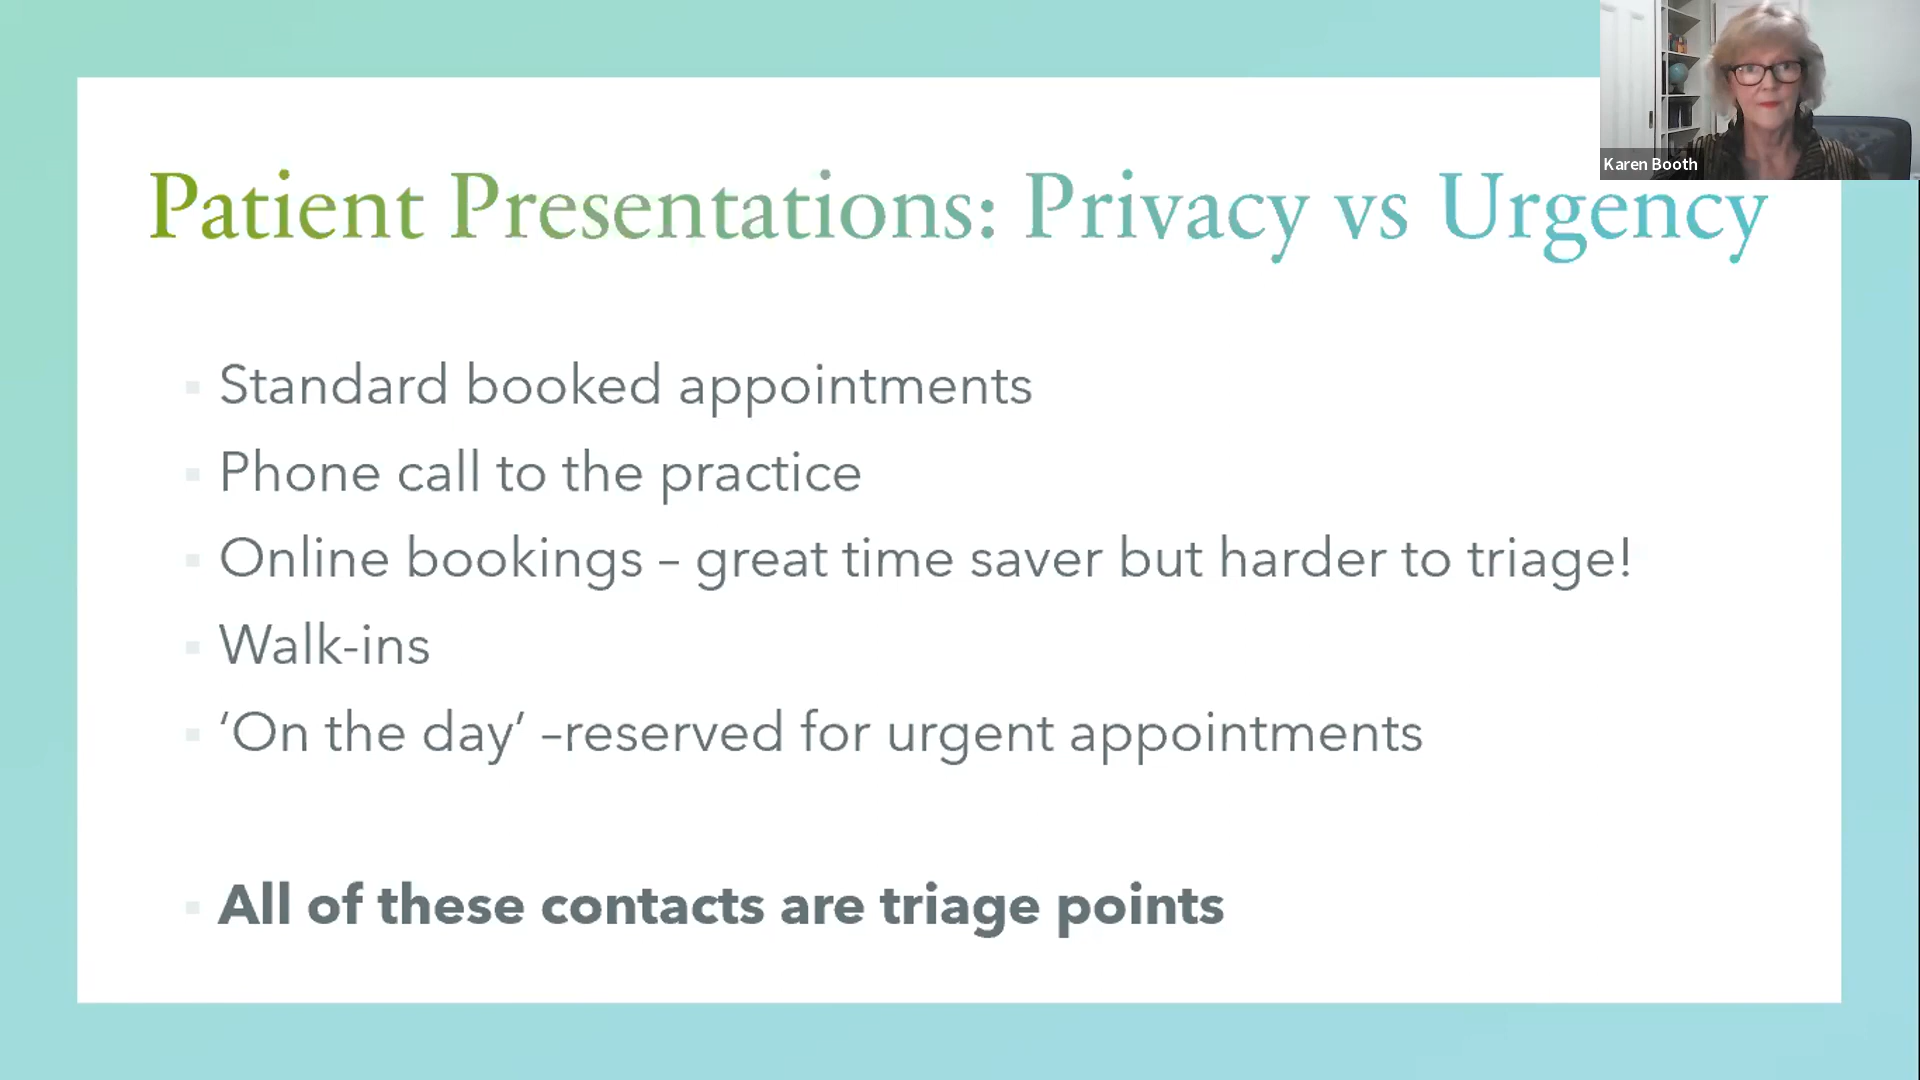 Karen Booth
Patient Presentations: Privacy vs Urgency
Standard booked appointments
Phone call to the practice
Online bookings – great time saver but harder to triage!
Walk-ins
‘On the day’ –reserved for urgent appointments
All of these contacts are triage points